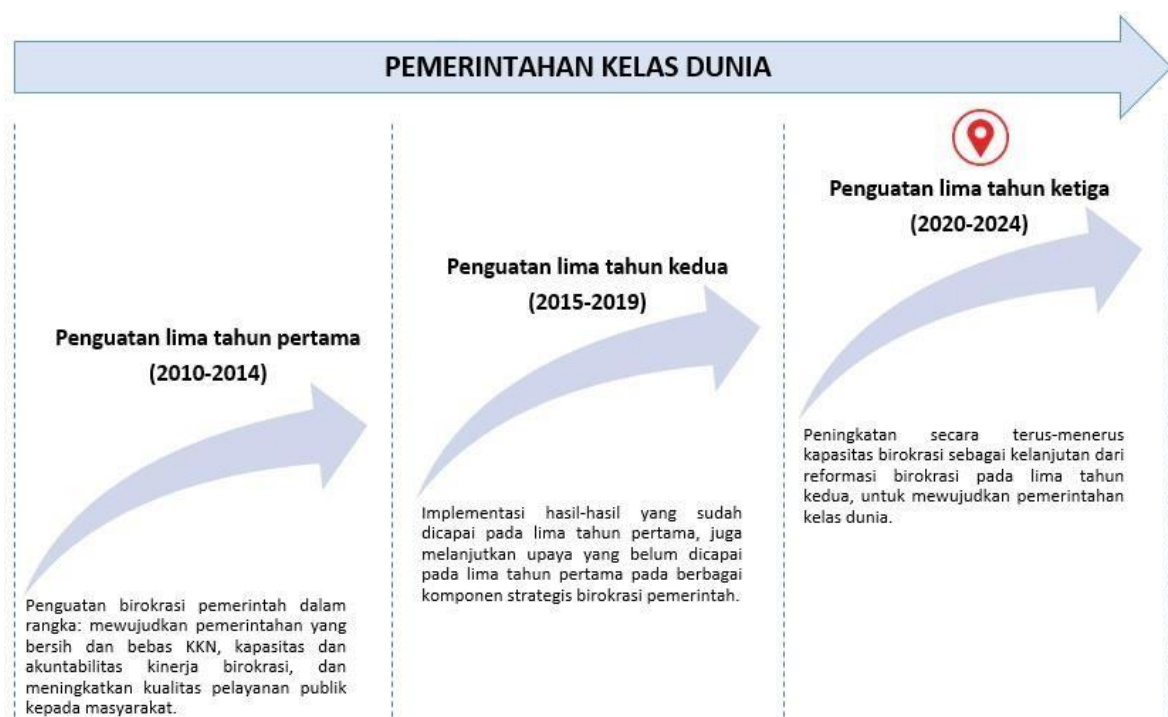 PEMERINTAHAN KELAS DUNIA
Penguatan lima tahun pertama
(2010-2014)
Penguatan birokrasi pemerintah dalam
rangka: mewujudkan pemerintahan yang
bersih dan bebas KKN, kapasitas dan
akuntabilitas kinerja birokrasi, dan
meningkatkan kualitas pelayanan publik
kepada masyarakat.
Penguatan lima tahun kedua
(2015-2019)
Implementasi hasil-hasil yang sudah
dicapai pada lima tahun pertama, juga
melanjutkan upaya yang belum dicapai
pada lima tahun pertama pada berbagai
komponen strategis birokrasi pemerintah.
Penguatan lima tahun ketiga
(2020-2024)
Peningkatan secara terus-menerus
kapasitas birokrasi sebagai kelanjutan dari
reformasi birokrasi pada lima tahun
kedua, untuk mewujudkan pemerintahan
kelas dunia.